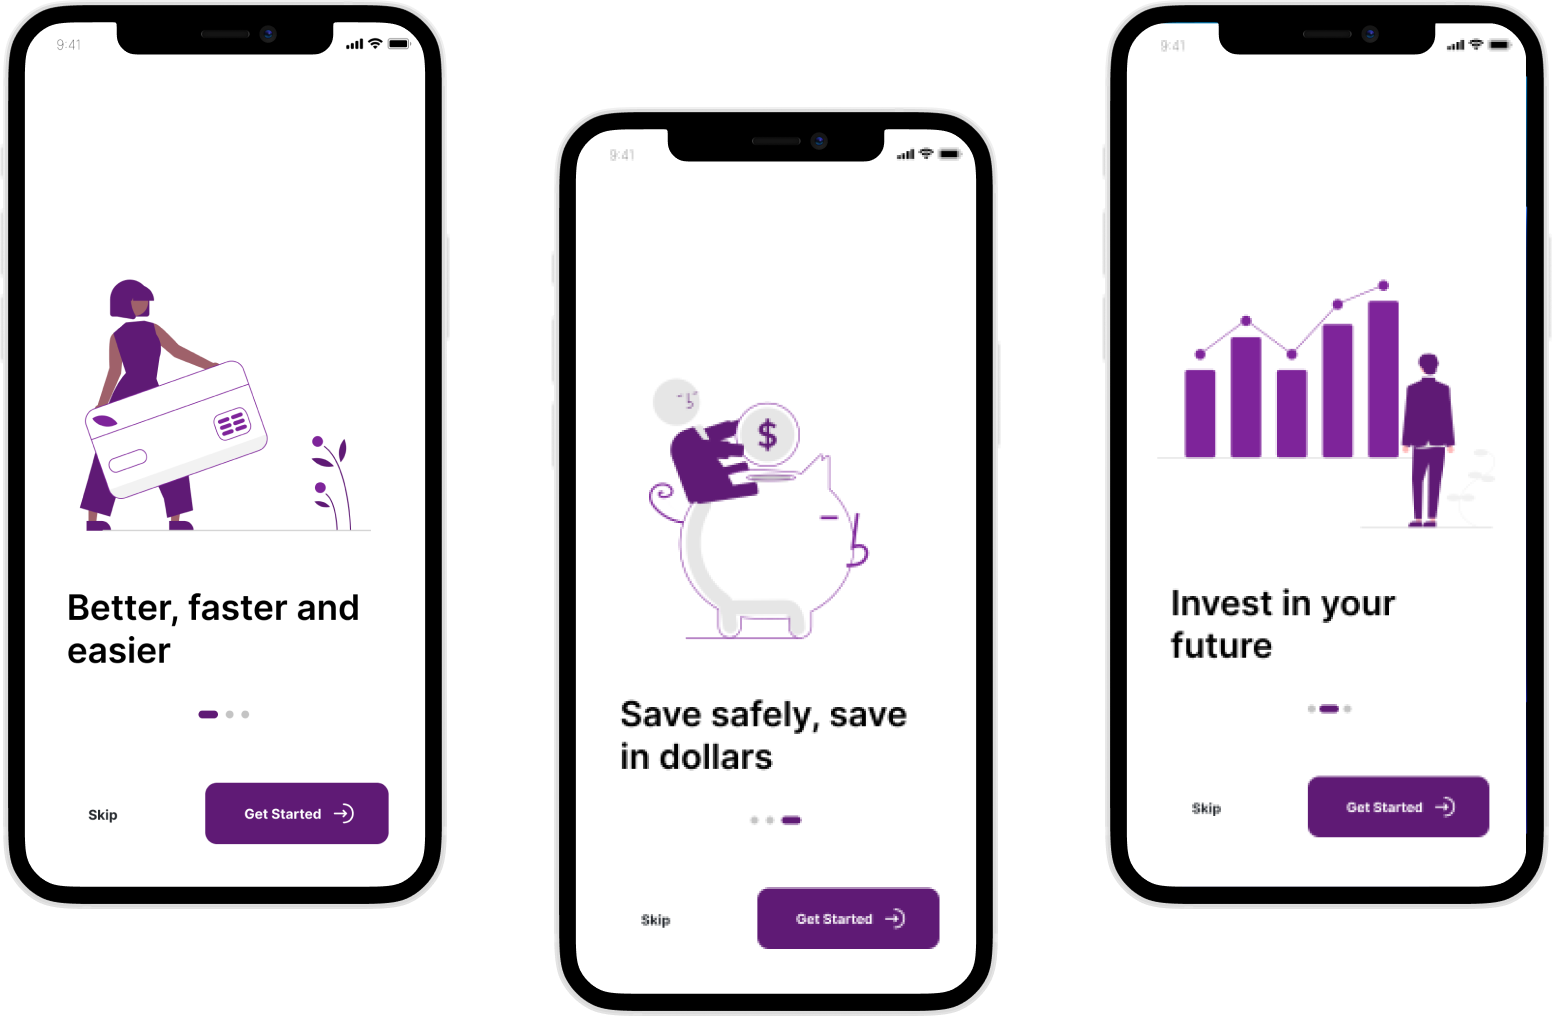 9:41
Better, faster and
easier
Skip
Get Started
9:41
$
Save safely, save
in dollars
Skip
Get Started
9:41
Invest in your
future
Skip
Get Started